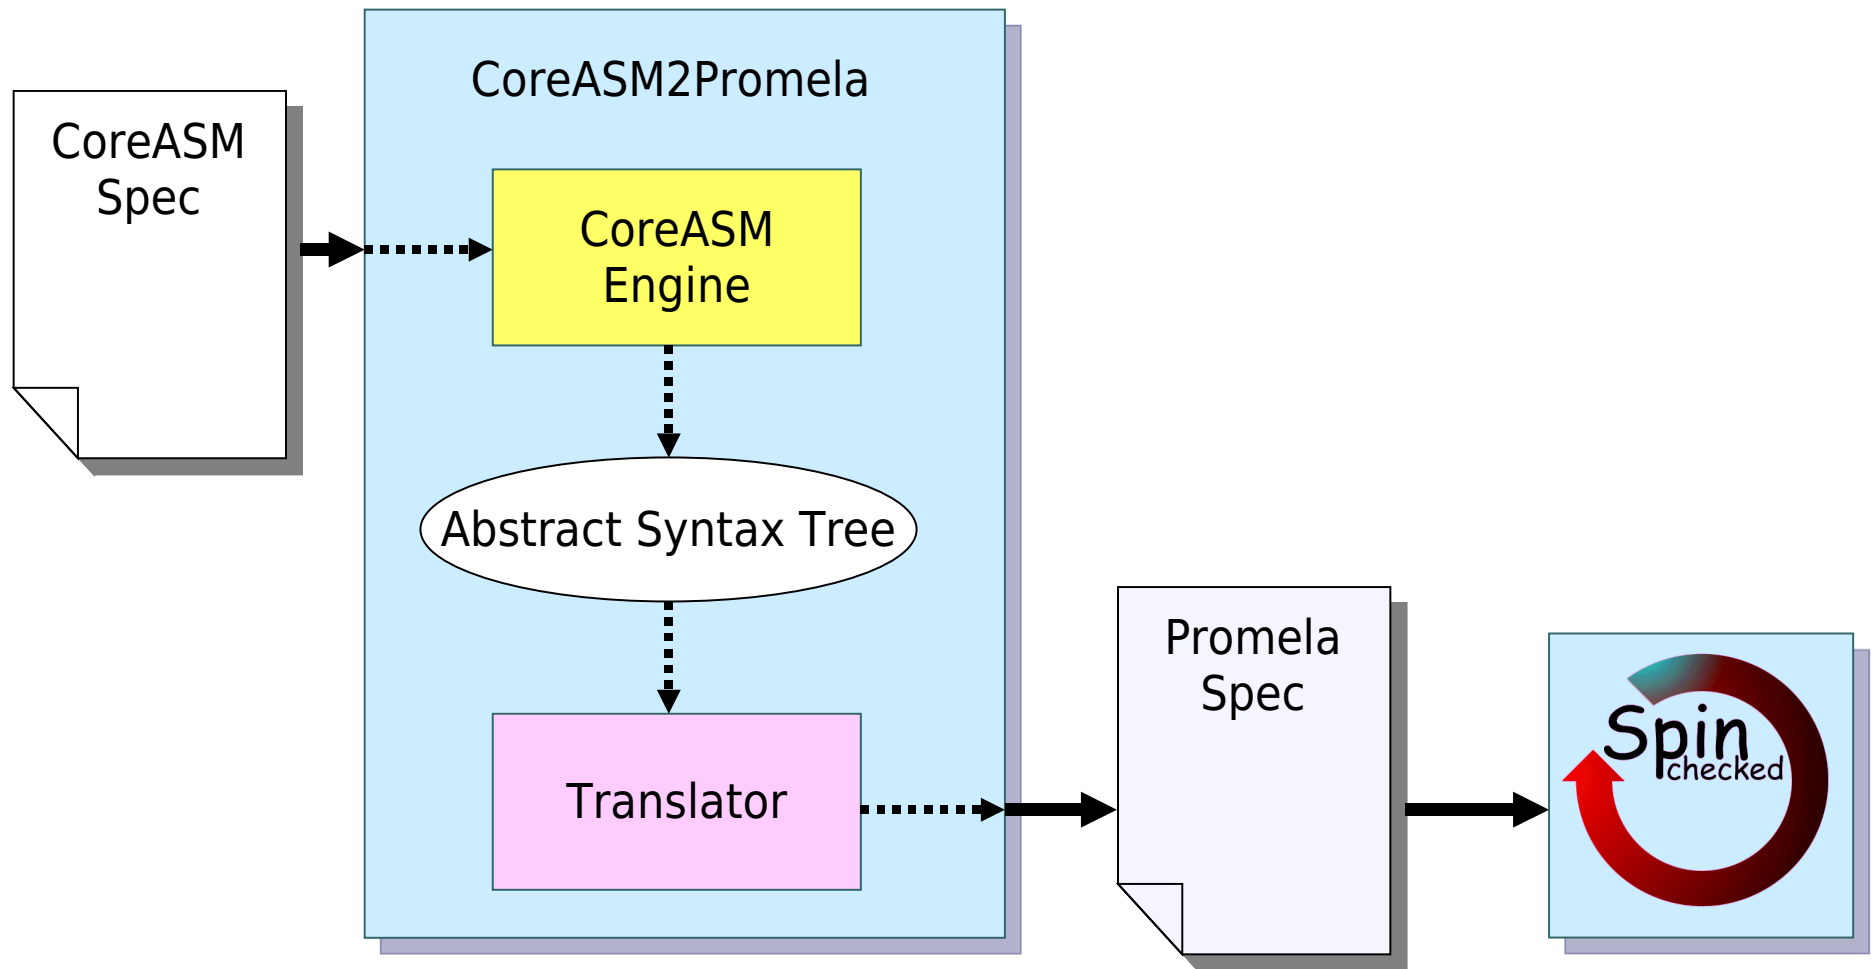 CoreASM2Promela
CoreASM
Spec
CoreASM
Engine
Abstract Syntax Tree
Translator
Promela
Spec
Spin
checked